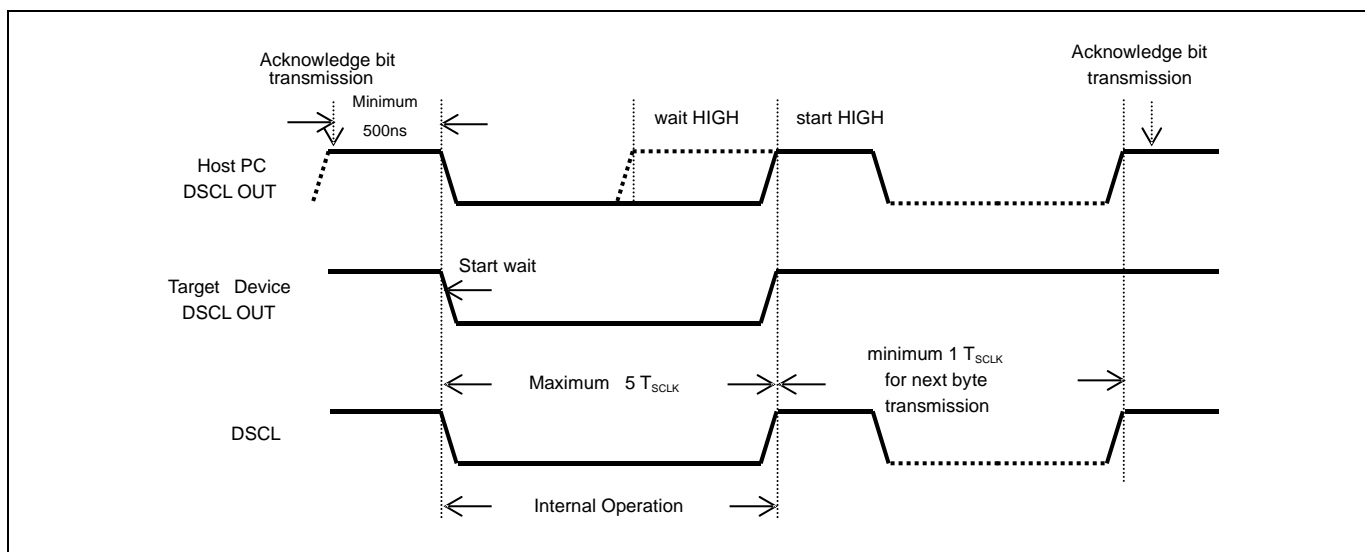 Acknowledge bit
transmission
Acknowledge bit
transmission
Minimum
500ns
wait HIGH
start HIGH
Host PC
DSCL OUT
Start wait
Target Device
DSCL OUT
minimum 1 TSCLK
for next byte
transmission
Maximum 5 TSCLK
DSCL
Internal Operation